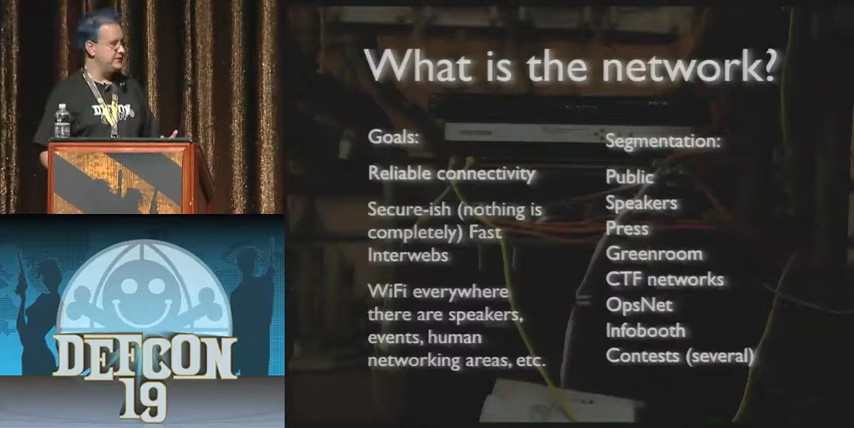 What is the network?
Goals:
Reliable connectivity
Secure-ish (nothing is
completely) Fast
Interwebs
WiFi everywhere
there are speakers,
events, human
networking areas, etc.
Segmentation:
Public
Speakers
Press
Greenroom
CTF networks
OpsNet
Infobooth
Contests (several)
DEFCON
DEFCON
19